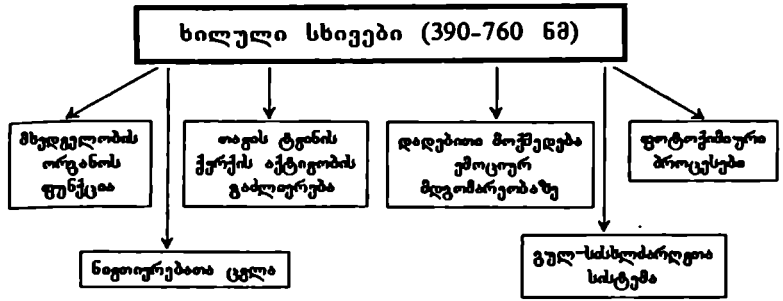 ხილული სხივები (390-760 ნმ)
მხედველობის
ორგანოს
ფუნქცია
თავის ტვინის
ქერქის აქტივობის
გაძლიერება
დადებითი მოქმედება
ემოციურ
მდგომარეობაზე
ფოტოქიმიური
პროცესები
ნივთიერებათა ცვლა
გულ-სისხლძარღვთა
სისტემა